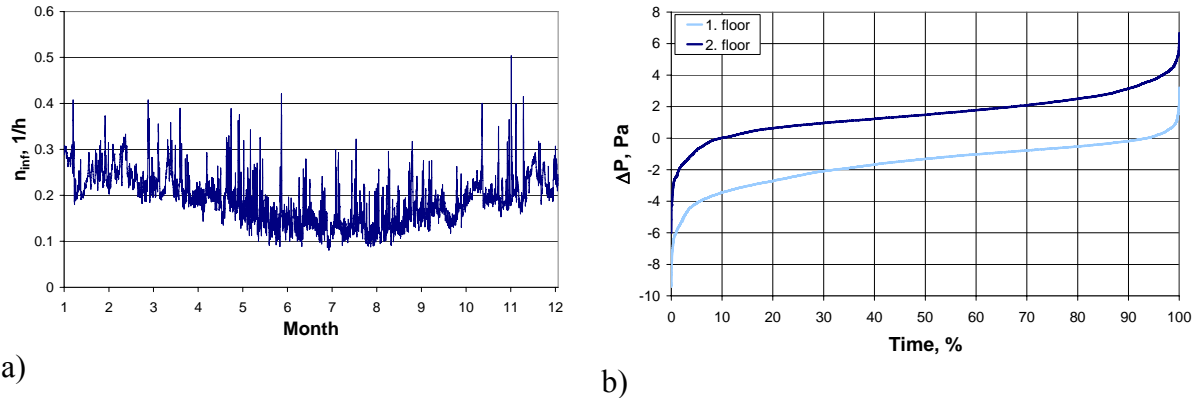 0.6
0.5
0.4
0.3
0.2
0.1
0
n_inf, 1/h
1 2 3 4 5 6 7 8 9 10 11 12
Month
a)
8
6
4
2
0
-2
-4
-6
-8
-10
ΔP, Pa
1. floor
2. floor
0 10 20 30 40 50 60 70 80 90 100
Time, %
b)